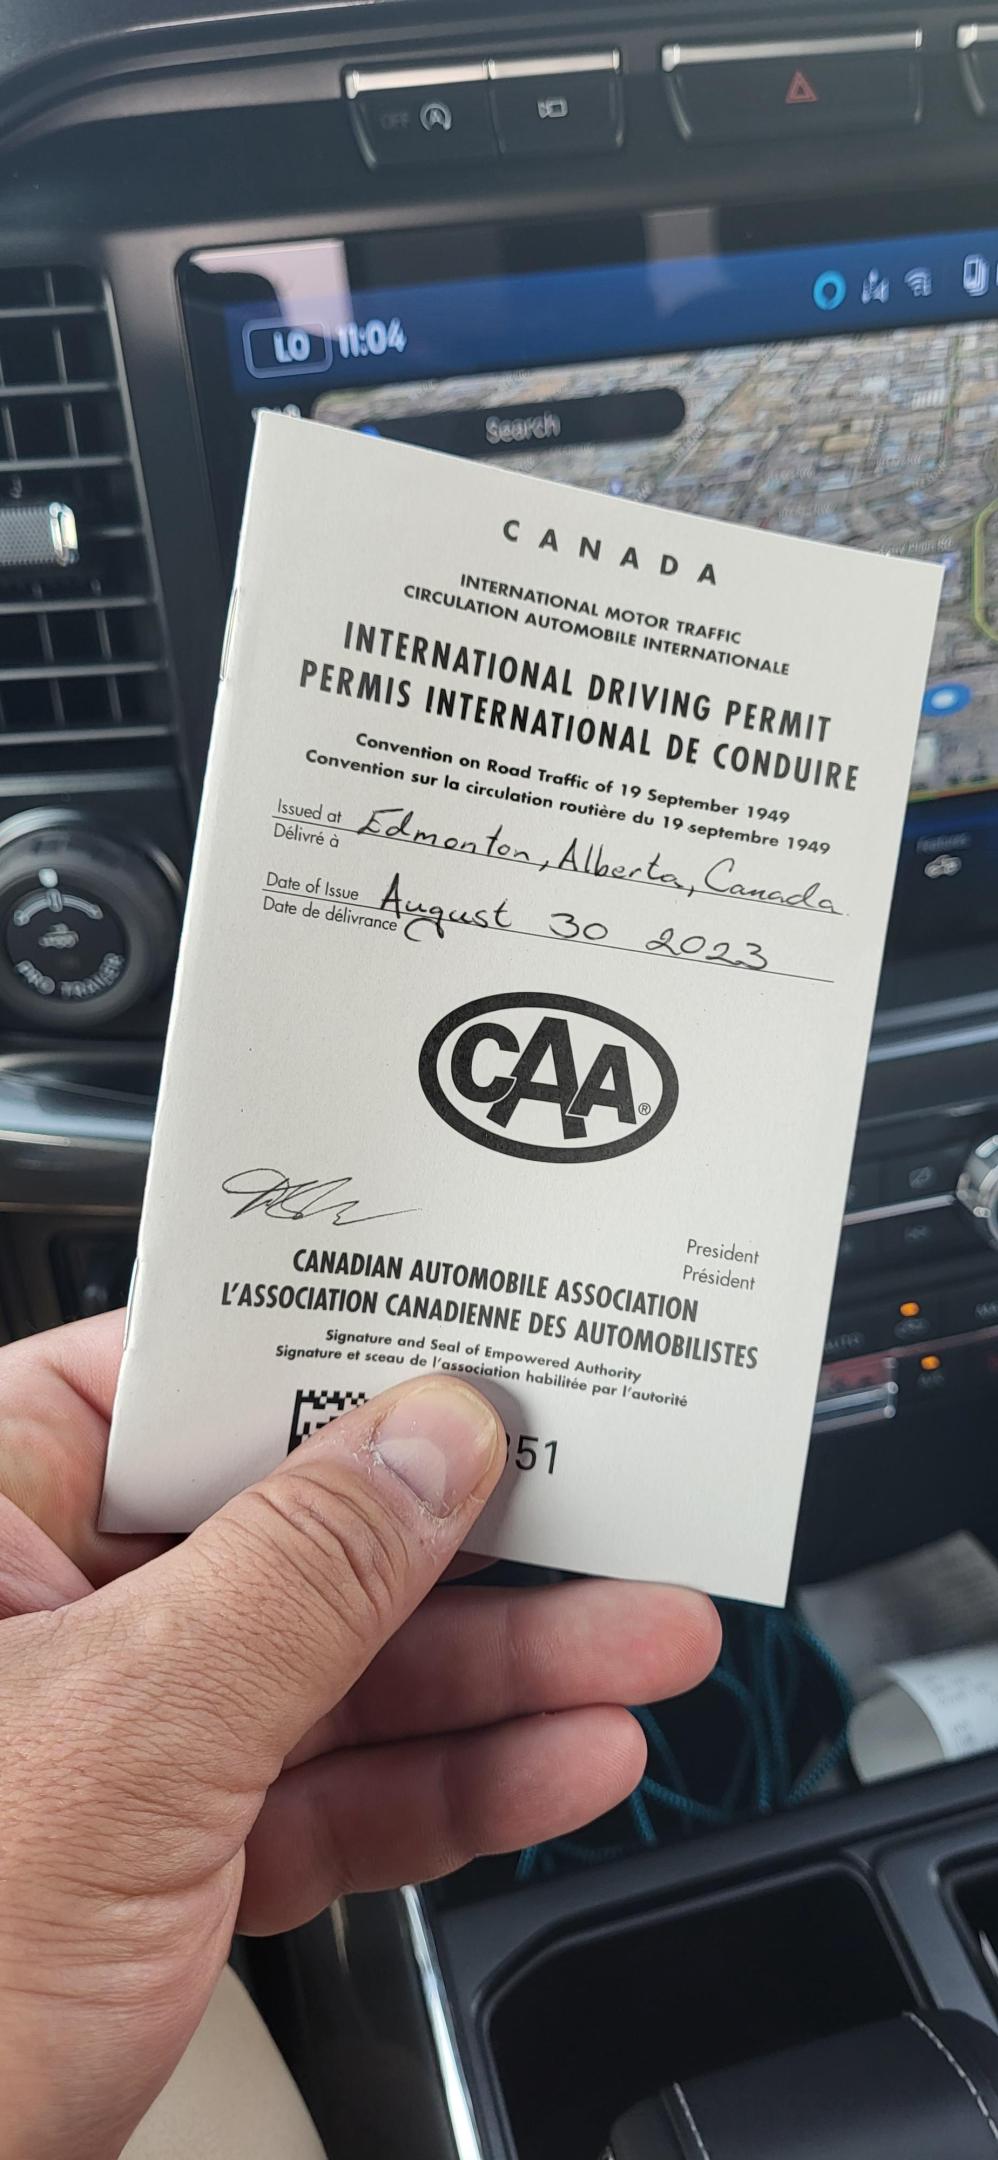 OFF
LO 11:04
Search
CANADA
INTERNATIONAL MOTOR TRAFFIC
CIRCULATION AUTOMOBILE INTERNATIONALE
INTERNATIONAL DRIVING PERMIT
PERMIS INTERNATIONAL DE CONDUIRE
Convention on Road Traffic of 19 September 1949
Convention sur la circulation routière du 19 septembre 1949
Issued at Edmonton, Alberta, Canada
Délivré à
Date of Issue August 30 2023
Date de délivrance
CAA®
President
Président
CANADIAN AUTOMOBILE ASSOCIATION
L'ASSOCIATION CANADIENNE DES AUTOMOBILISTES
Signature and Seal of Empowered Authority
Signature et sceau de l'association habilitée par l'autorité
51
Features
PRO TRAILER